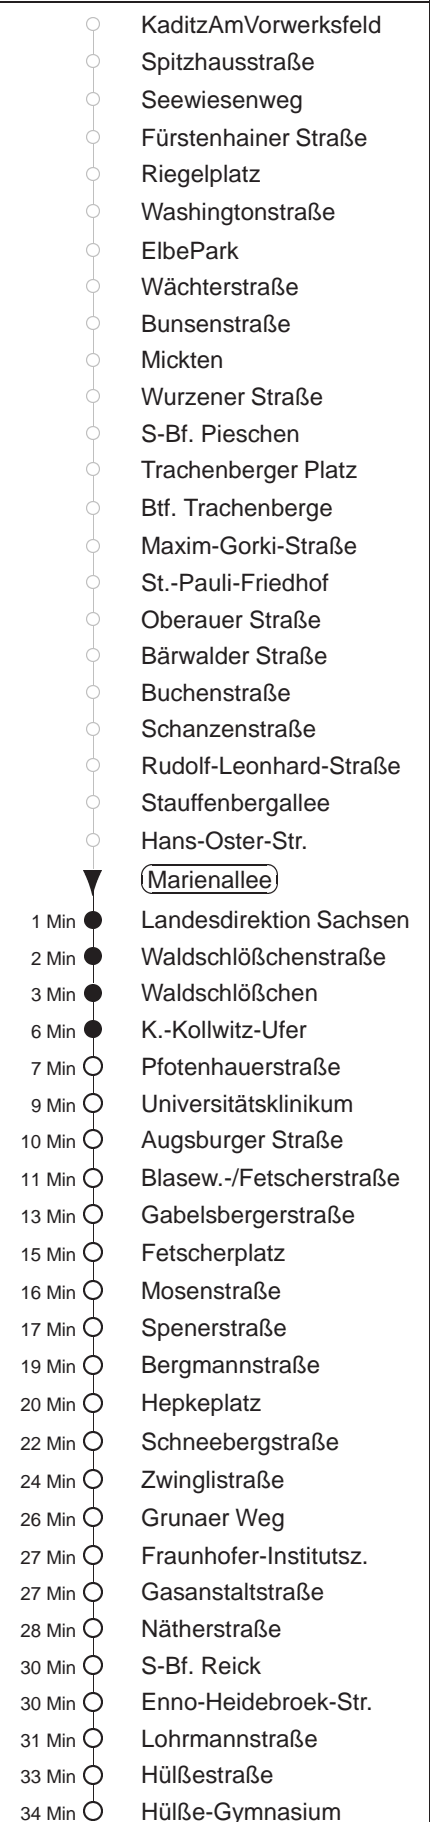 KaditzAmVorwerksfeld
Spitzhausstraße
Seewiesenweg
Fürstenhainer Straße
Riegelplatz
Washingtonstraße
ElbePark
Wächterstraße
Bunsenstraße
Mickten
Wurzener Straße
S-Bf. Pieschen
Trachenberger Platz
Btf. Trachenberge
Maxim-Gorki-Straße
St.-Pauli-Friedhof
Oberauer Straße
Bärwalder Straße
Buchenstraße
Schanzenstraße
Rudolf-Leonhard-Straße
Stauffenbergallee
Hans-Oster-Str.
Marienallee
1 Min Landesdirektion Sachsen
2 Min Waldschlößchenstraße
3 Min Waldschlößchen
6 Min K.-Kollwitz-Ufer
7 Min Pfotenhauerstraße
9 Min Universitätsklinikum
10 Min Augsburger Straße
11 Min Blasew.-/Fetscherstraße
13 Min Gabelsbergerstraße
15 Min Fetscherplatz
16 Min Mosenstraße
17 Min Spenerstraße
19 Min Bergmannstraße
20 Min Hepkeplatz
22 Min Schneebergstraße
24 Min Zwinglistraße
26 Min Grunaer Weg
27 Min Fraunhofer-Institutsz.
27 Min Gasanstaltstraße
28 Min Nätherstraße
30 Min S-Bf. Reick
30 Min Enno-Heidebroek-Str.
31 Min Lohrmannstraße
33 Min Hülßestraße
34 Min Hülße-Gymnasium